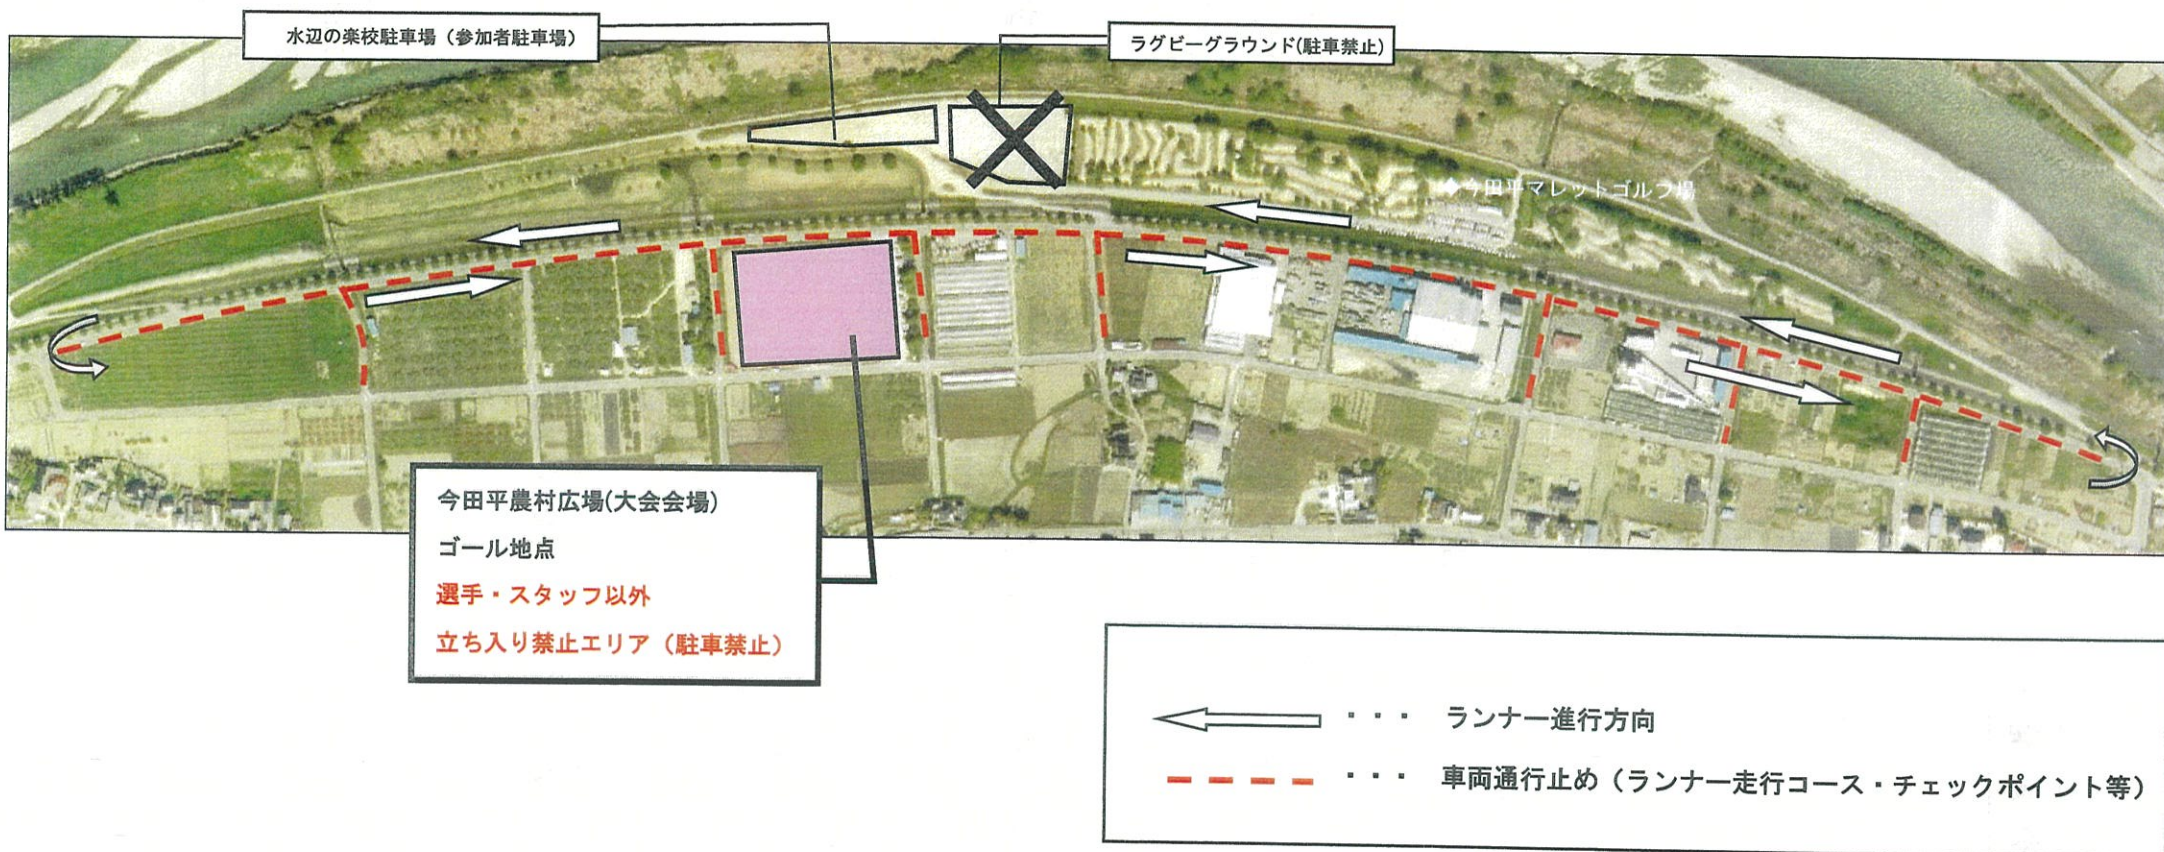 水辺の楽校駐車場（参加者駐車場）
ラグビーグラウンド(駐車禁止)
◆今田平マレットゴルフ場
今田平農村広場(大会会場)
ゴール地点
選手・スタッフ以外
立ち入り禁止エリア（駐車禁止）
・・・ ランナー進行方向
・・・ 車両通行止め（ランナー走行コース・チェックポイント等）